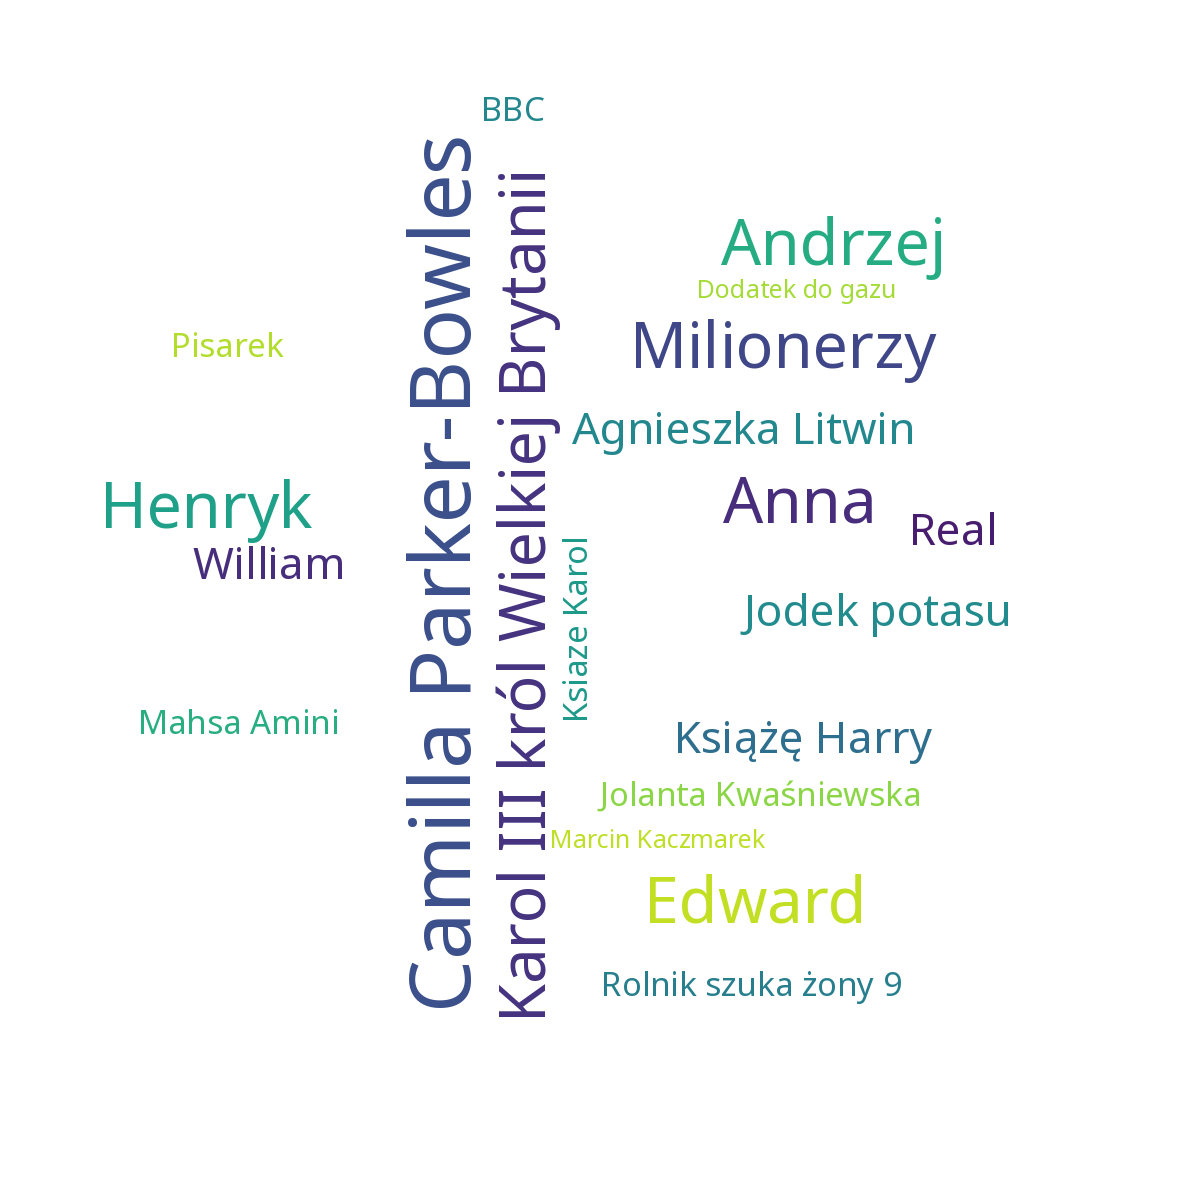 BBC
Camilla Parker-Bowles
Karol III król Wielkiej Brytanii
Andrzej
Dodatek do gazu
Milionerzy
Pisarek
Agnieszka Litwin
Henryk
Anna
Real
William
Ksiaze Karol
Jodek potasu
Mahsa Amini
Książę Harry
Jolanta Kwaśniewska
Marcin Kaczmarek
Edward
Rolnik szuka żony 9